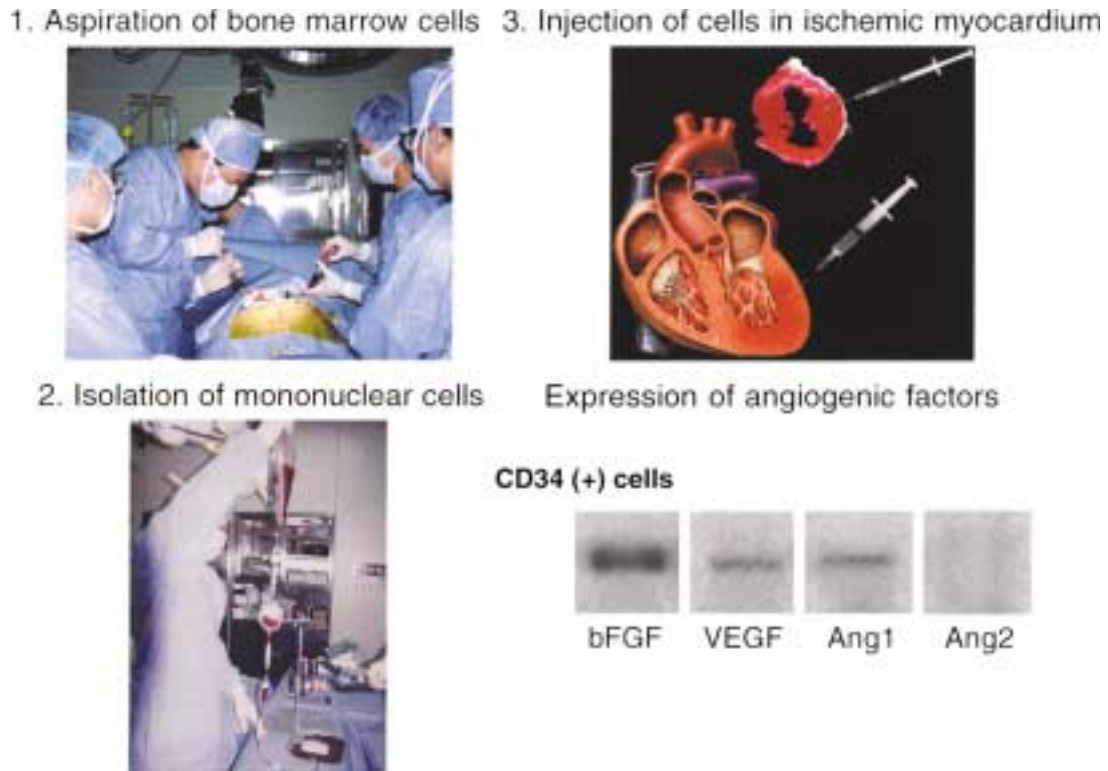 1. Aspiration of bone marrow cells
2. Isolation of mononuclear cells
3. Injection of cells in ischemic myocardium
Expression of angiogenic factors
CD34 (+) cells
bFGF VEGF Ang1 Ang2